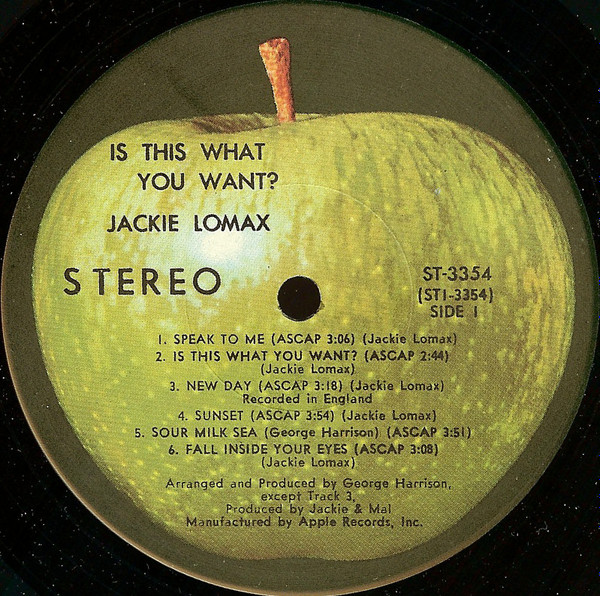 IS THIS WHAT
YOU WANT?
JACKIE LOMAX
STEREO
ST-3354
(ST1-3354)
SIDE 1
1. SPEAK TO ME (ASCAP 3:06) (Jackie Lomax)
2. IS THIS WHAT YOU WANT? (ASCAP 2:44)
(Jackie Lomax)
3. NEW DAY (ASCAP 3:18) (Jackie Lomax)
Recorded in England
4. SUNSET (ASCAP 3:54) (Jackie Lomax)
5. SOUR MILK SEA (George Harrison) (ASCAP 3:51)
6. FALL INSIDE YOUR EYES (ASCAP 3:08)
(Jackie Lomax)
Arranged and Produced by George Harrison,
except Track 3,
Produced by Jackie & Mal
Manufactured by Apple Records, Inc.